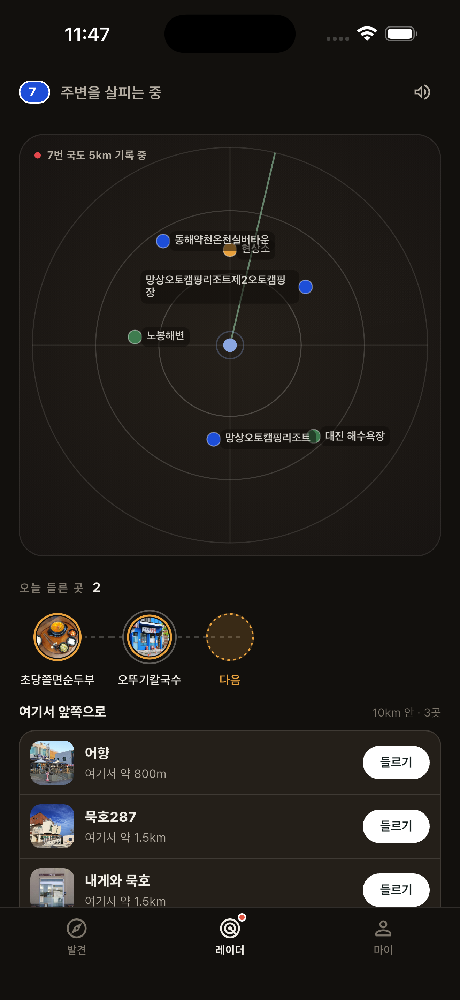 11:47
7 주변을 살피는 중
7번 국도 5km 기록 중
동해약천온천실버타운
현상소
망상오토캠핑리조트제2오토캠핑
장
노봉해변
망상오토캠핑리조트
대진 해수욕장
오늘 들른 곳 2
초당쫄면순두부
오뚜기칼국수
다음
여기서 앞쪽으로
10km 안 · 3곳
어향
여기서 약 800m
들르기
묵호287
여기서 약 1.5km
들르기
내게와 묵호
여기서 약 1.5km
들르기
발견
레이더
마이